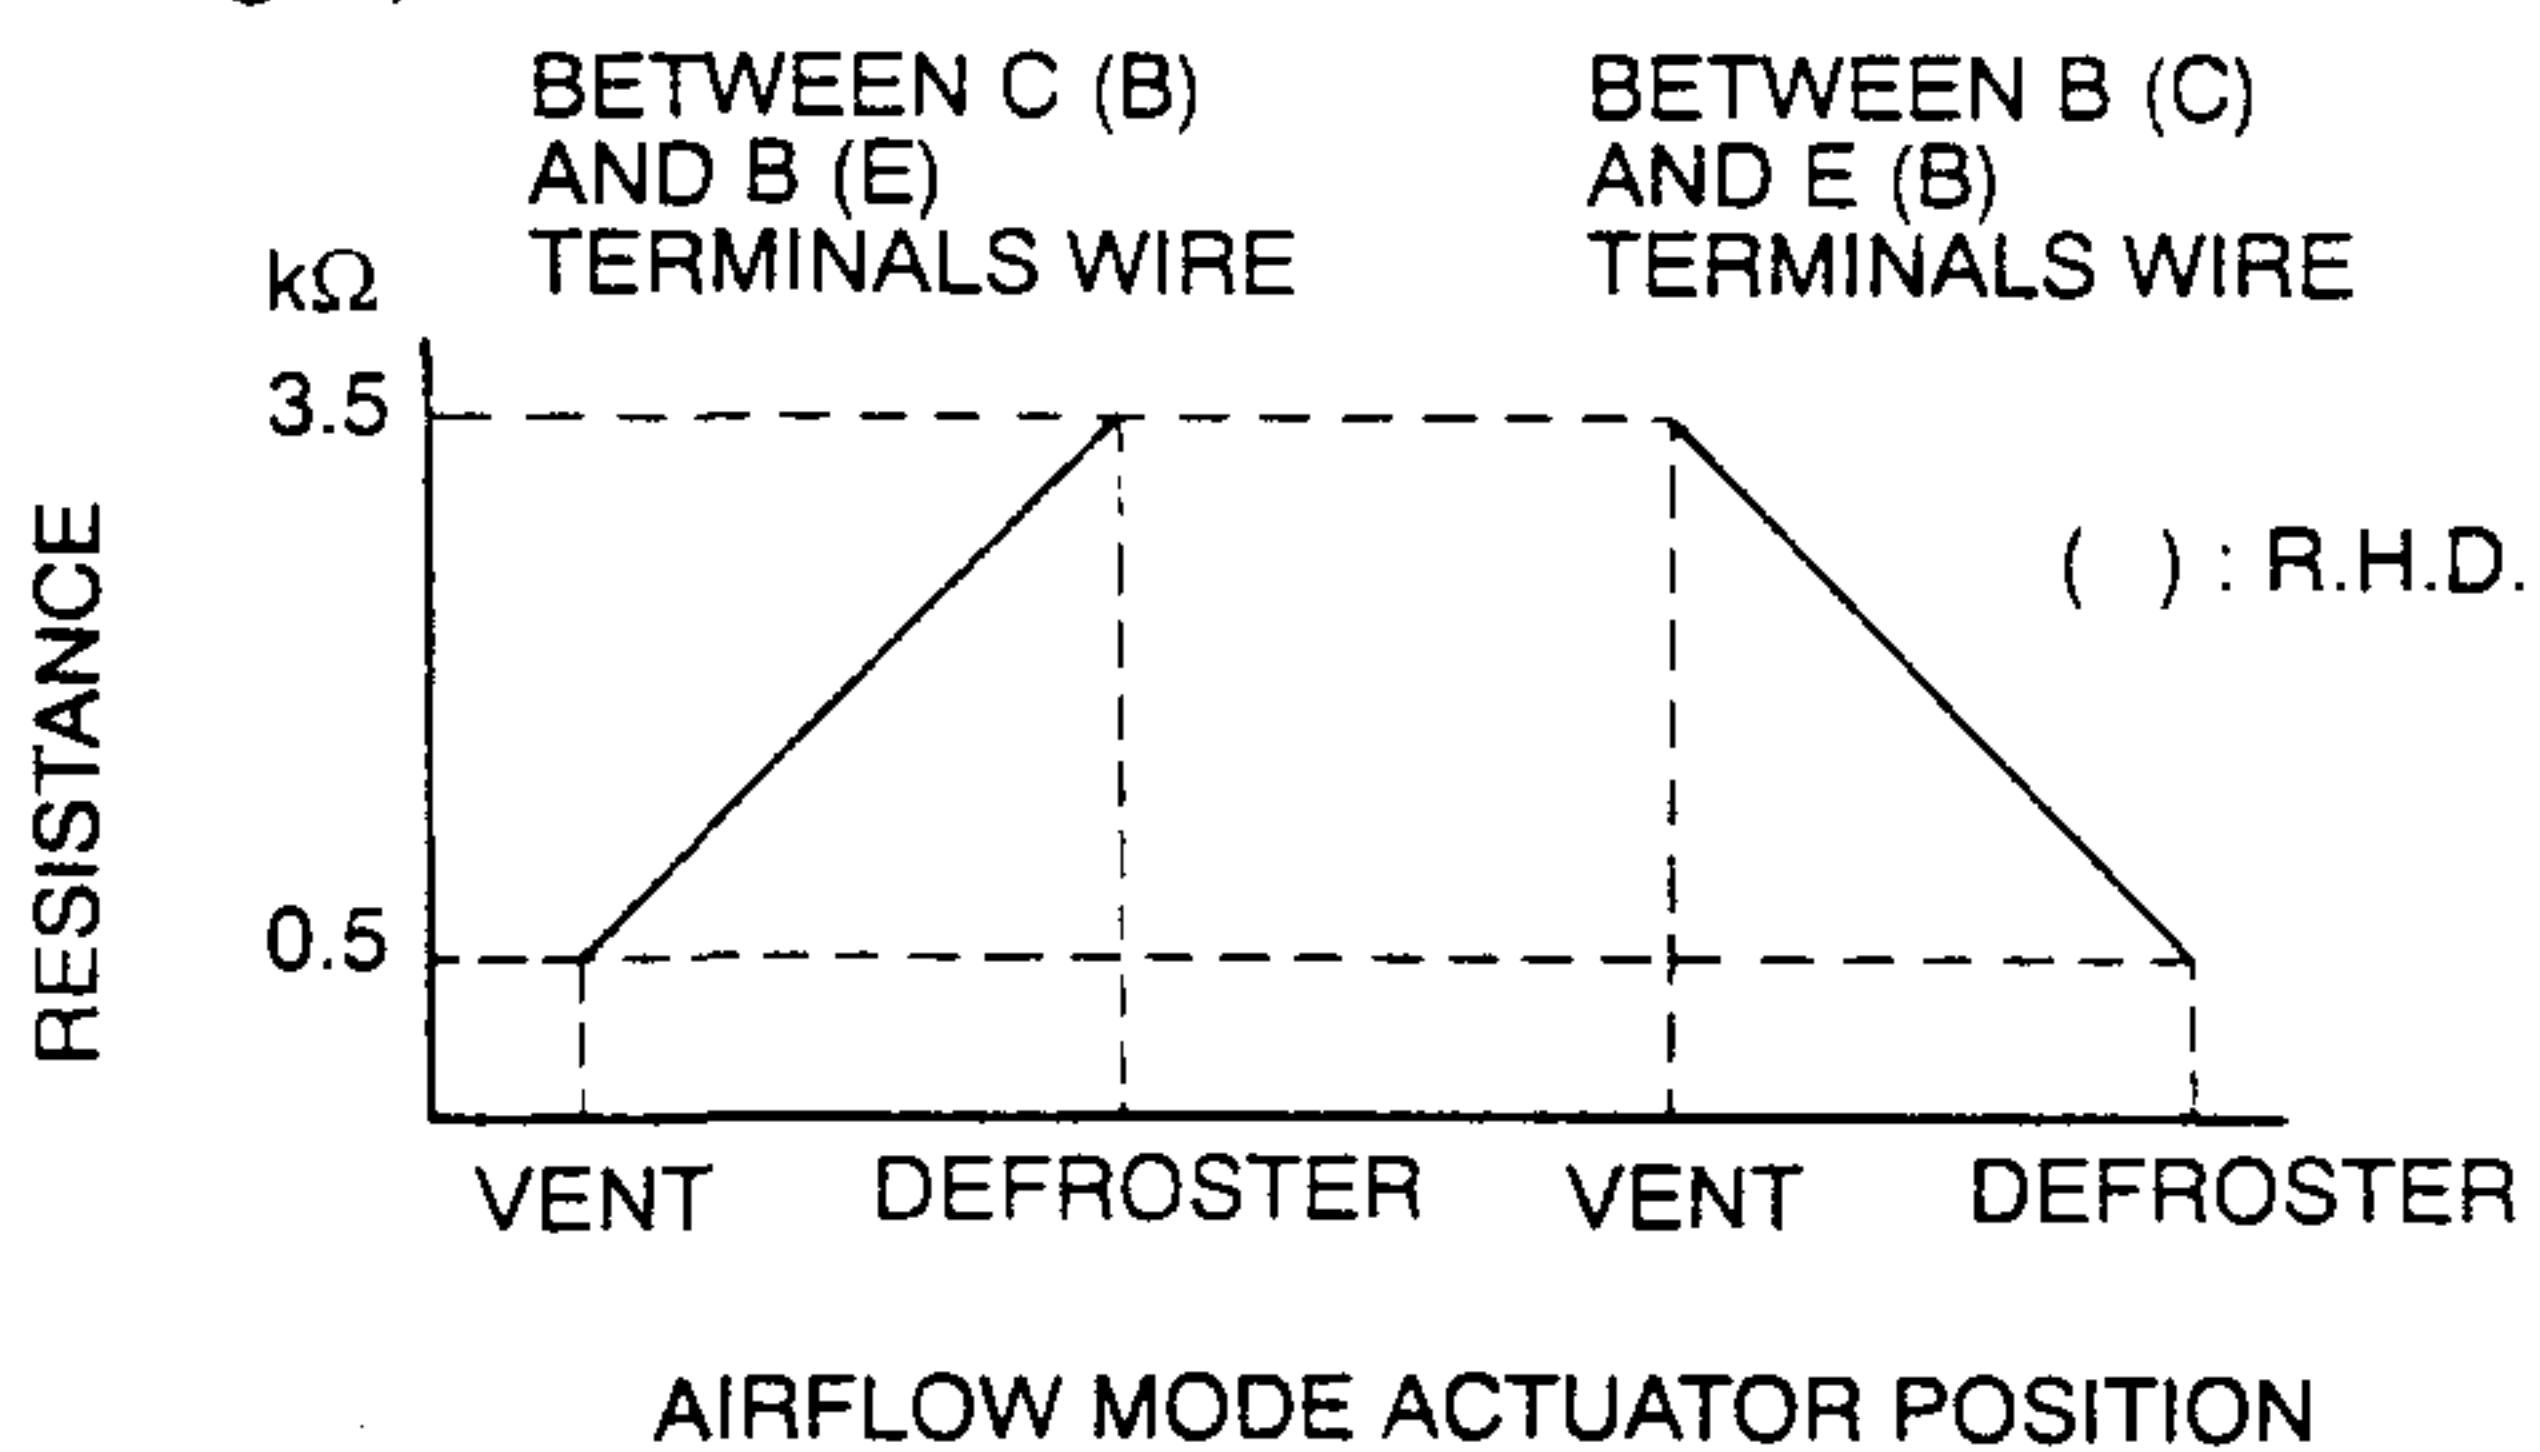 BETWEEN C (B)
AND B (E)
TERMINALS WIRE
BETWEEN B (C)
AND E (B)
TERMINALS WIRE
kΩ
3.5
0.5
RESISTANCE
( ) : R.H.D.
VENT
DEFROSTER
VENT
DEFROSTER
AIRFLOW MODE ACTUATOR POSITION